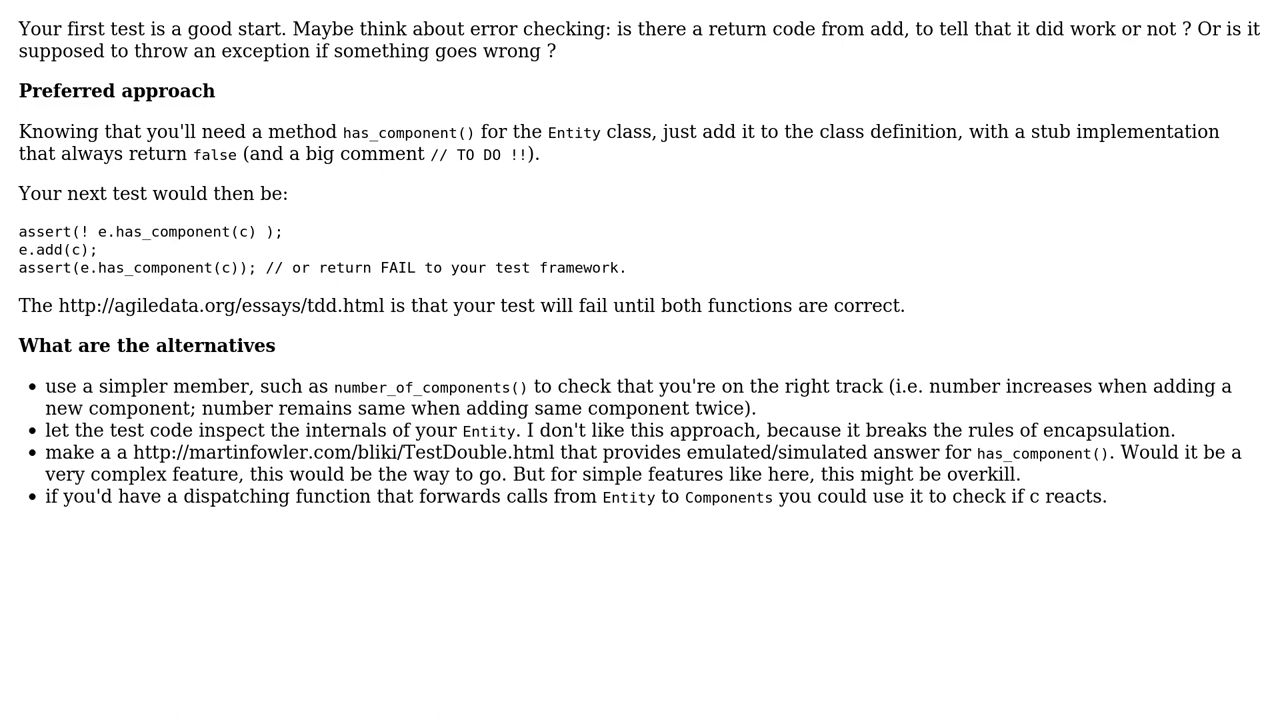 Your first test is a good start. Maybe think about error checking: is there a return code from add, to tell that it did work or not ? Or is it
supposed to throw an exception if something goes wrong ?
Preferred approach
Knowing that you'll need a method has_component() for the Entity class, just add it to the class definition, with a stub implementation
that always return false (and a big comment // TO DO !!).
Your next test would then be:
assert(! e.has_component(c) );
e.add(c);
assert(e.has_component(c)); // or return FAIL to your test framework.
The http://agiledata.org/essays/tdd.html is that your test will fail until both functions are correct.
What are the alternatives
• use a simpler member, such as number_of_components() to check that you're on the right track (i.e. number increases when adding a
new component; number remains same when adding same component twice).
• let the test code inspect the internals of your Entity. I don't like this approach, because it breaks the rules of encapsulation.
• make a a http://martinfowler.com/bliki/TestDouble.html that provides emulated/simulated answer for has_component(). Would it be a
very complex feature, this would be the way to go. But for simple features like here, this might be overkill.
• if you'd have a dispatching function that forwards calls from Entity to Components you could use it to check if c reacts.